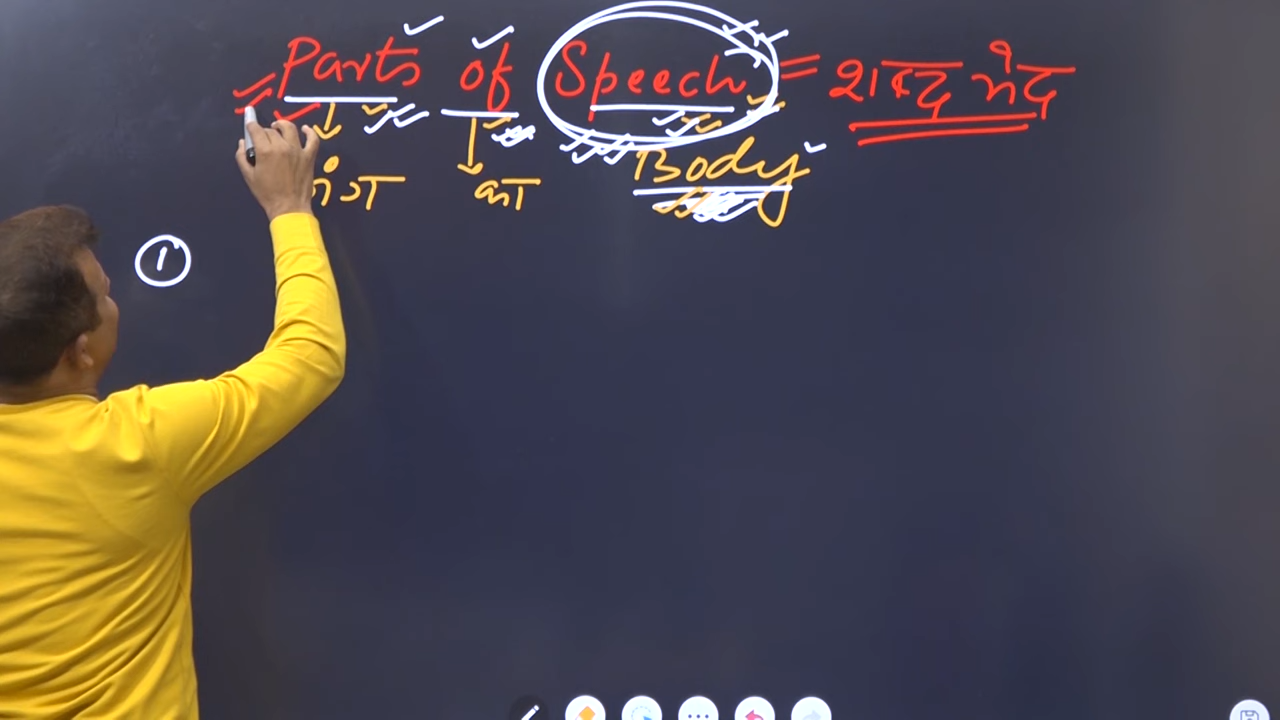 Parts of Speech = शब्द भेद
का Body
1